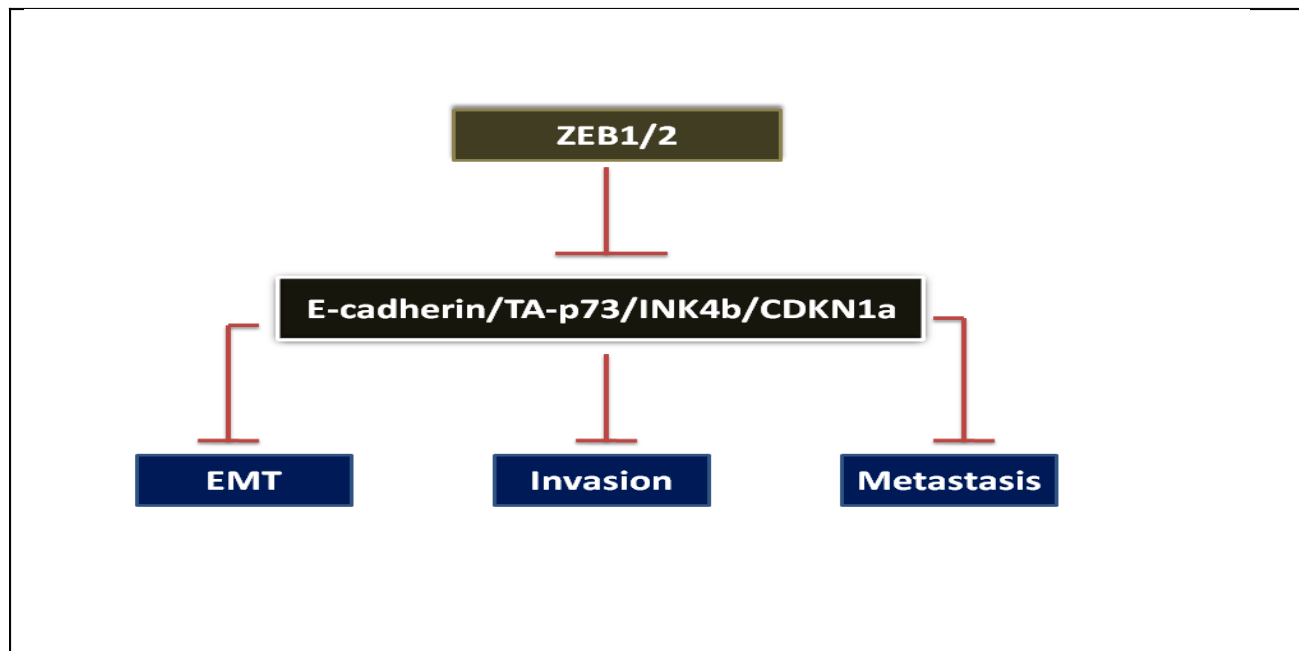 ZEB1/2
E-cadherin/TA-p73/INK4b/CDKN1a
EMT
Invasion
Metastasis